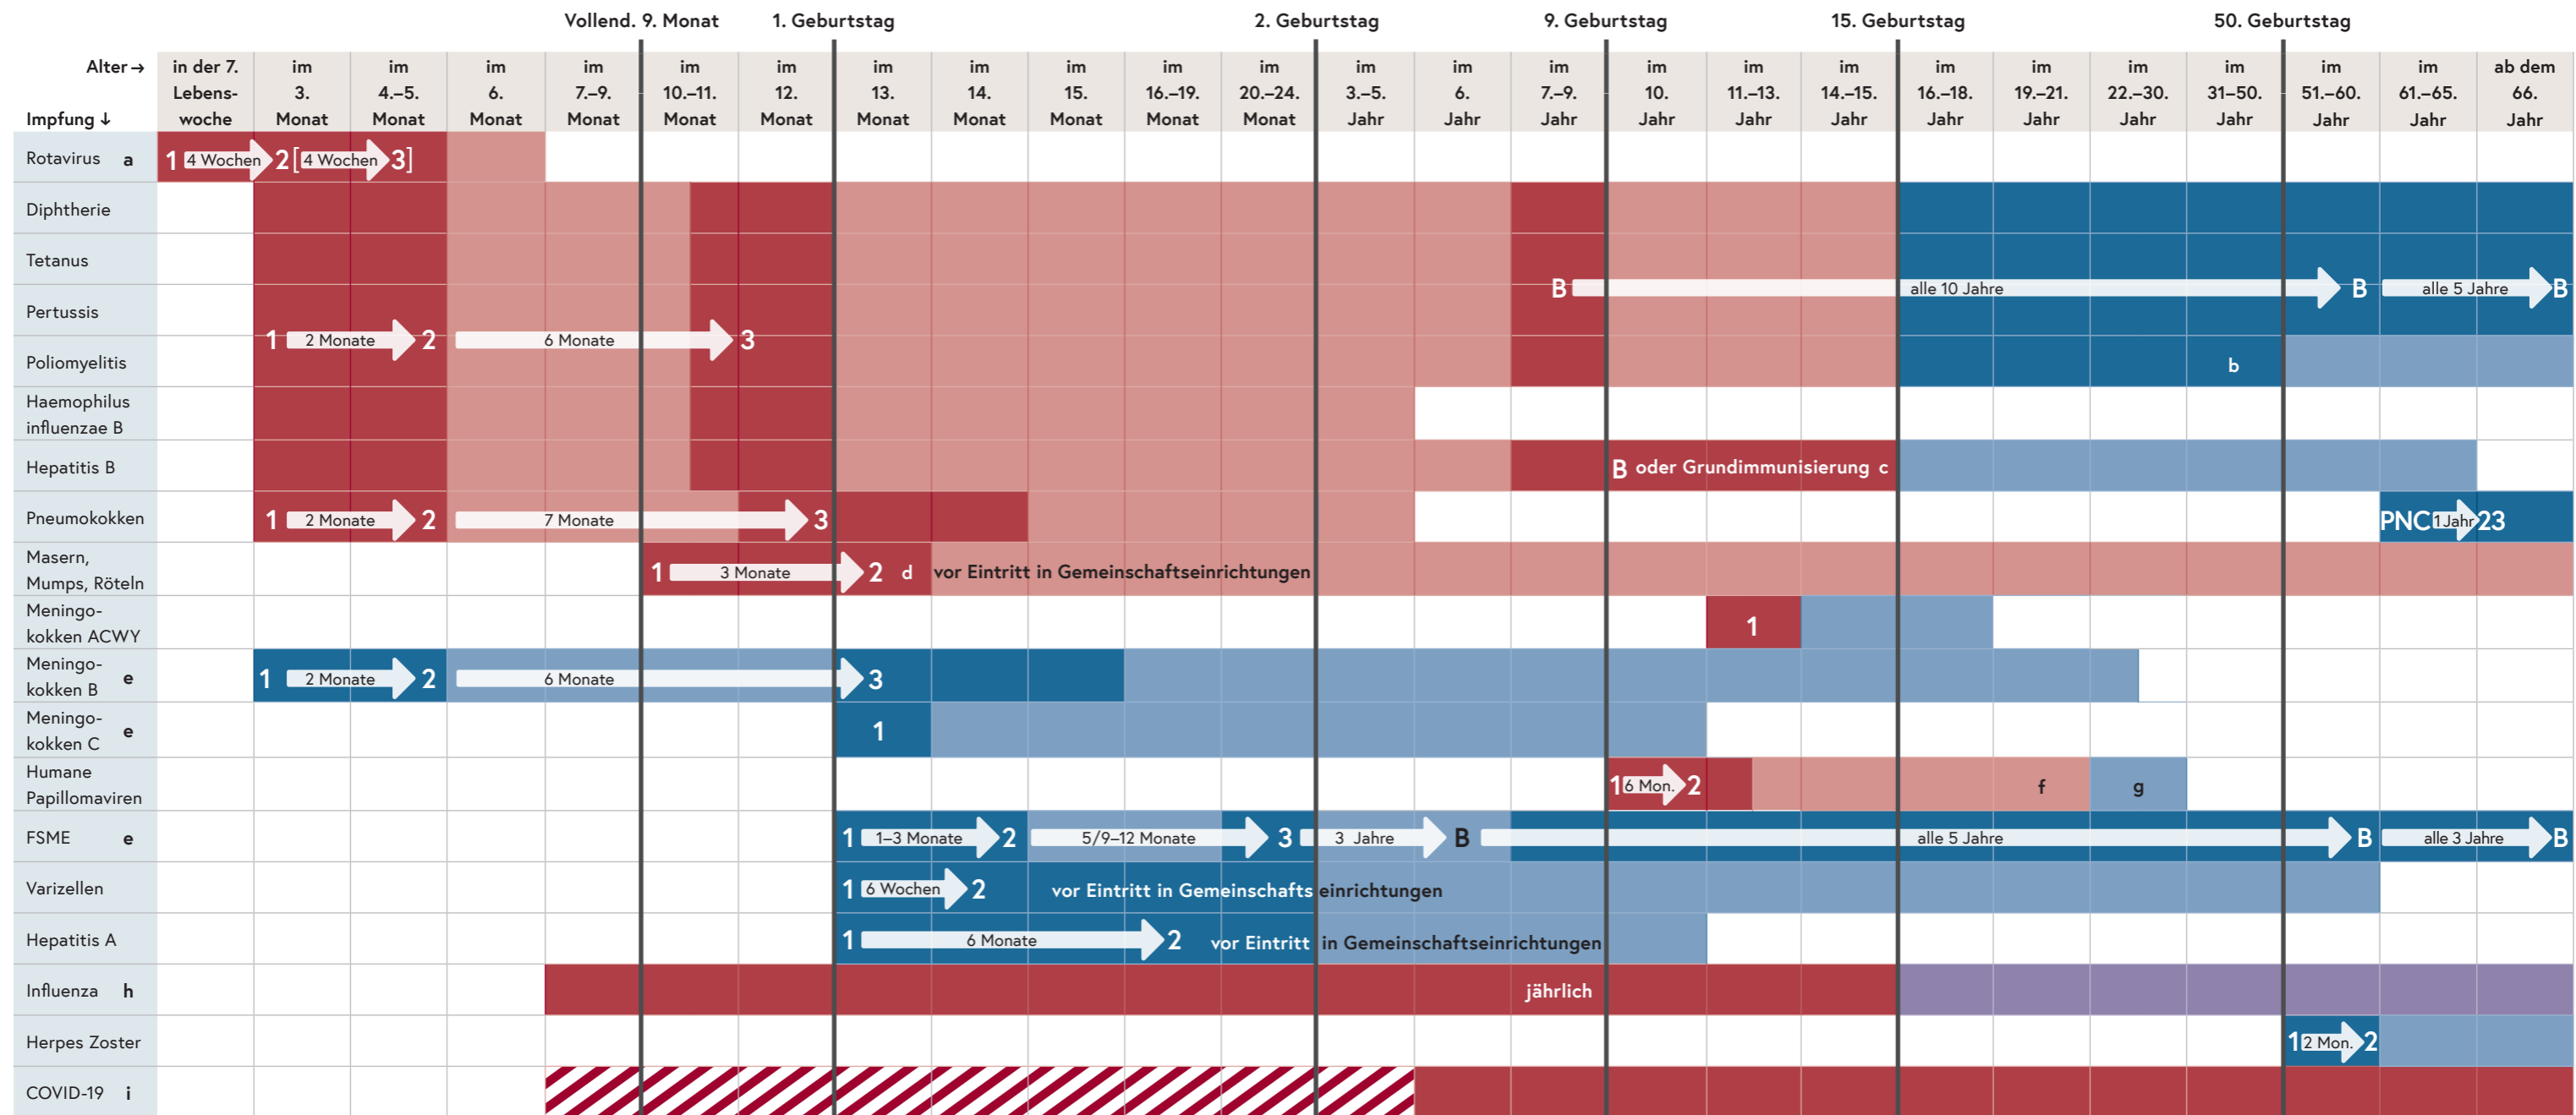 Vollend. 9. Monat 1. Geburtstag 2. Geburtstag 9. Geburtstag 15. Geburtstag 50. Geburtstag
Alter→ in der 7. im im im im im im im im im im im im im im im im im im im im im im im ab dem
Lebens- 3. 4.–5. 6. 7.–9. 10.–11. 12. 13. 14. 15. 16.–19. 20.–24. 3.–5. 6. 7.–9. 10. 11.–13. 14.–15. 16.–18. 19.–21. 22.–30. 31–50. 51.–60. 61.–65. 66.
Impfung ↓ woche Monat Monat Monat Monat Monat Monat Monat Monat Monat Monat Monat Jahr Jahr Jahr Jahr Jahr Jahr Jahr Jahr Jahr Jahr Jahr Jahr Jahr
Rotavirus a 1 4 Wochen 2 [ 4 Wochen 3]
Diphtherie
Tetanus
B alle 10 Jahre B alle 5 Jahre B
Pertussis
1 2 Monate 2 6 Monate 3
Poliomyelitis b
Haemophilus
influenzae B
Hepatitis B B oder Grundimmunisierung c
Pneumokokken 1 2 Monate 2 7 Monate 3 PNC 1 Jahr 23
Masern,
Mumps, Röteln 1 3 Monate 2 d vor Eintritt in Gemeinschaftseinrichtungen
Meningo-
kokken ACWY 1
Meningo-
kokken B e 1 2 Monate 2 6 Monate 3
Meningo-
kokken C e 1
Humane
Papillomaviren 1 6 Mon. 2 f g
FSME e 1 1–3 Monate 2 5/9–12 Monate 3 3 Jahre B alle 5 Jahre B alle 3 Jahre B
Varizellen 1 6 Wochen 2 vor Eintritt in Gemeinschaftseinrichtungen
Hepatitis A 1 6 Monate 2 vor Eintritt in Gemeinschaftseinrichtungen
Influenza h jährlich
Herpes Zoster 1 2 Mon. 2
COVID-19 i